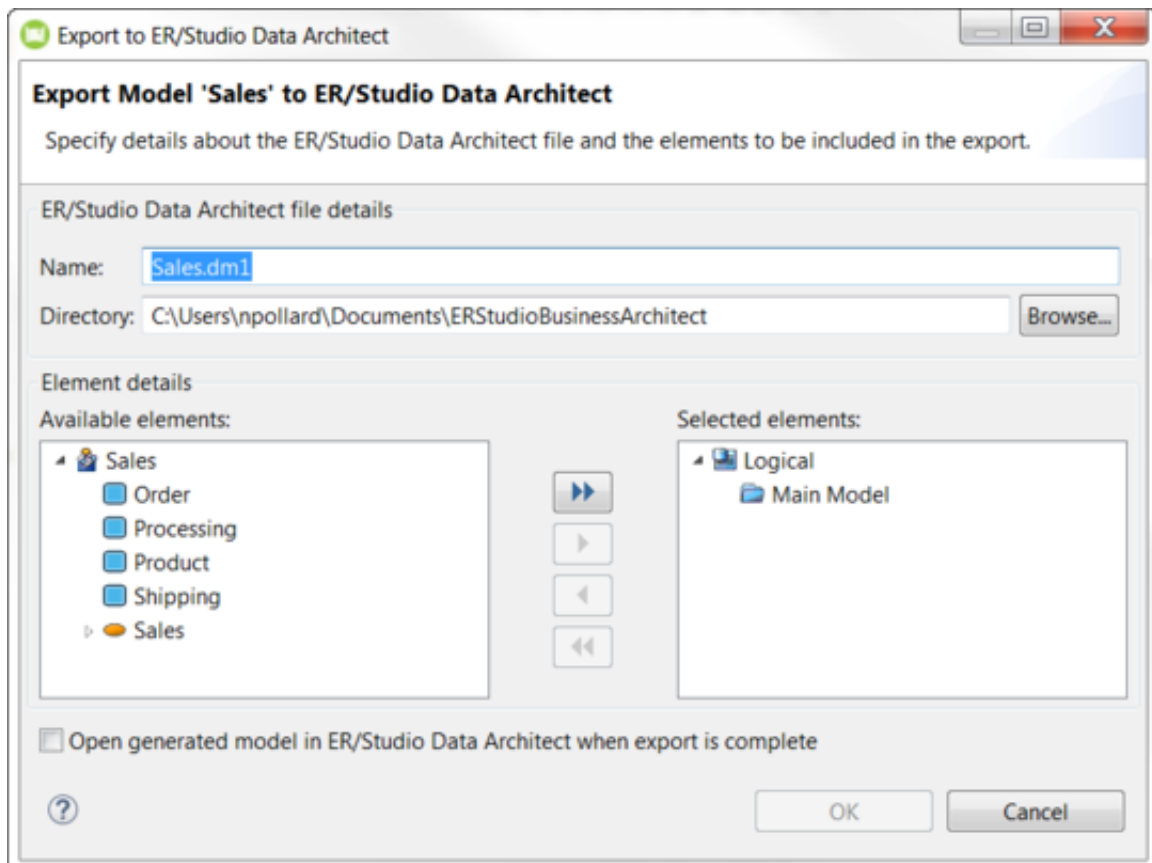 Export to ER/Studio Data Architect
Export Model 'Sales' to ER/Studio Data Architect
Specify details about the ER/Studio Data Architect file and the elements to be included in the export.
ER/Studio Data Architect file details
Name: Sales.dm1
Directory: C:\Users\npollard\Documents\ERStudioBusinessArchitect Browse...
Element details
Available elements: Selected elements:
Sales Logical
Order Main Model
Processing
Product
Shipping
Sales
Open generated model in ER/Studio Data Architect when export is complete
? OK Cancel